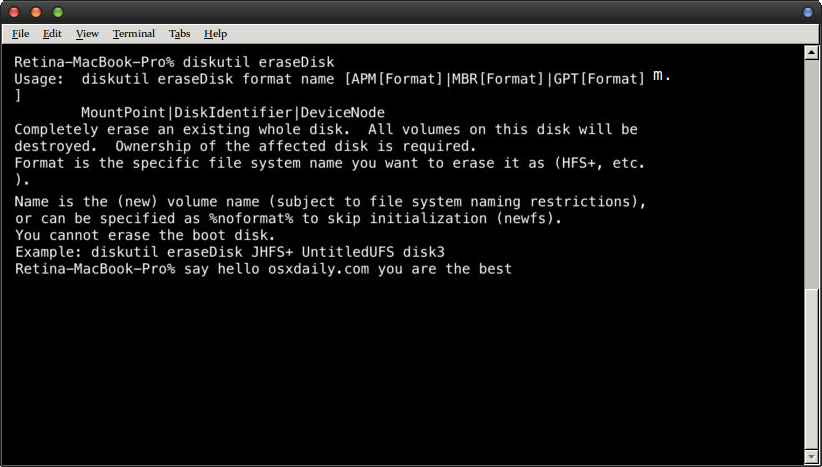 File Edit View Terminal Tabs Help
Retina-MacBook-Pro% diskutil eraseDisk
Usage:  diskutil eraseDisk format name [APM[Format]|MBR[Format]|GPT[Format] m.
]
        MountPoint|DiskIdentifier|DeviceNode
Completely erase an existing whole disk.  All volumes on this disk will be
destroyed.  Ownership of the affected disk is required.
Format is the specific file system name you want to erase it as (HFS+, etc.
).
Name is the (new) volume name (subject to file system naming restrictions),
or can be specified as %noformat% to skip initialization (newfs).
You cannot erase the boot disk.
Example: diskutil eraseDisk JHFS+ UntitledUFS disk3
Retina-MacBook-Pro% say hello osxdaily.com you are the best